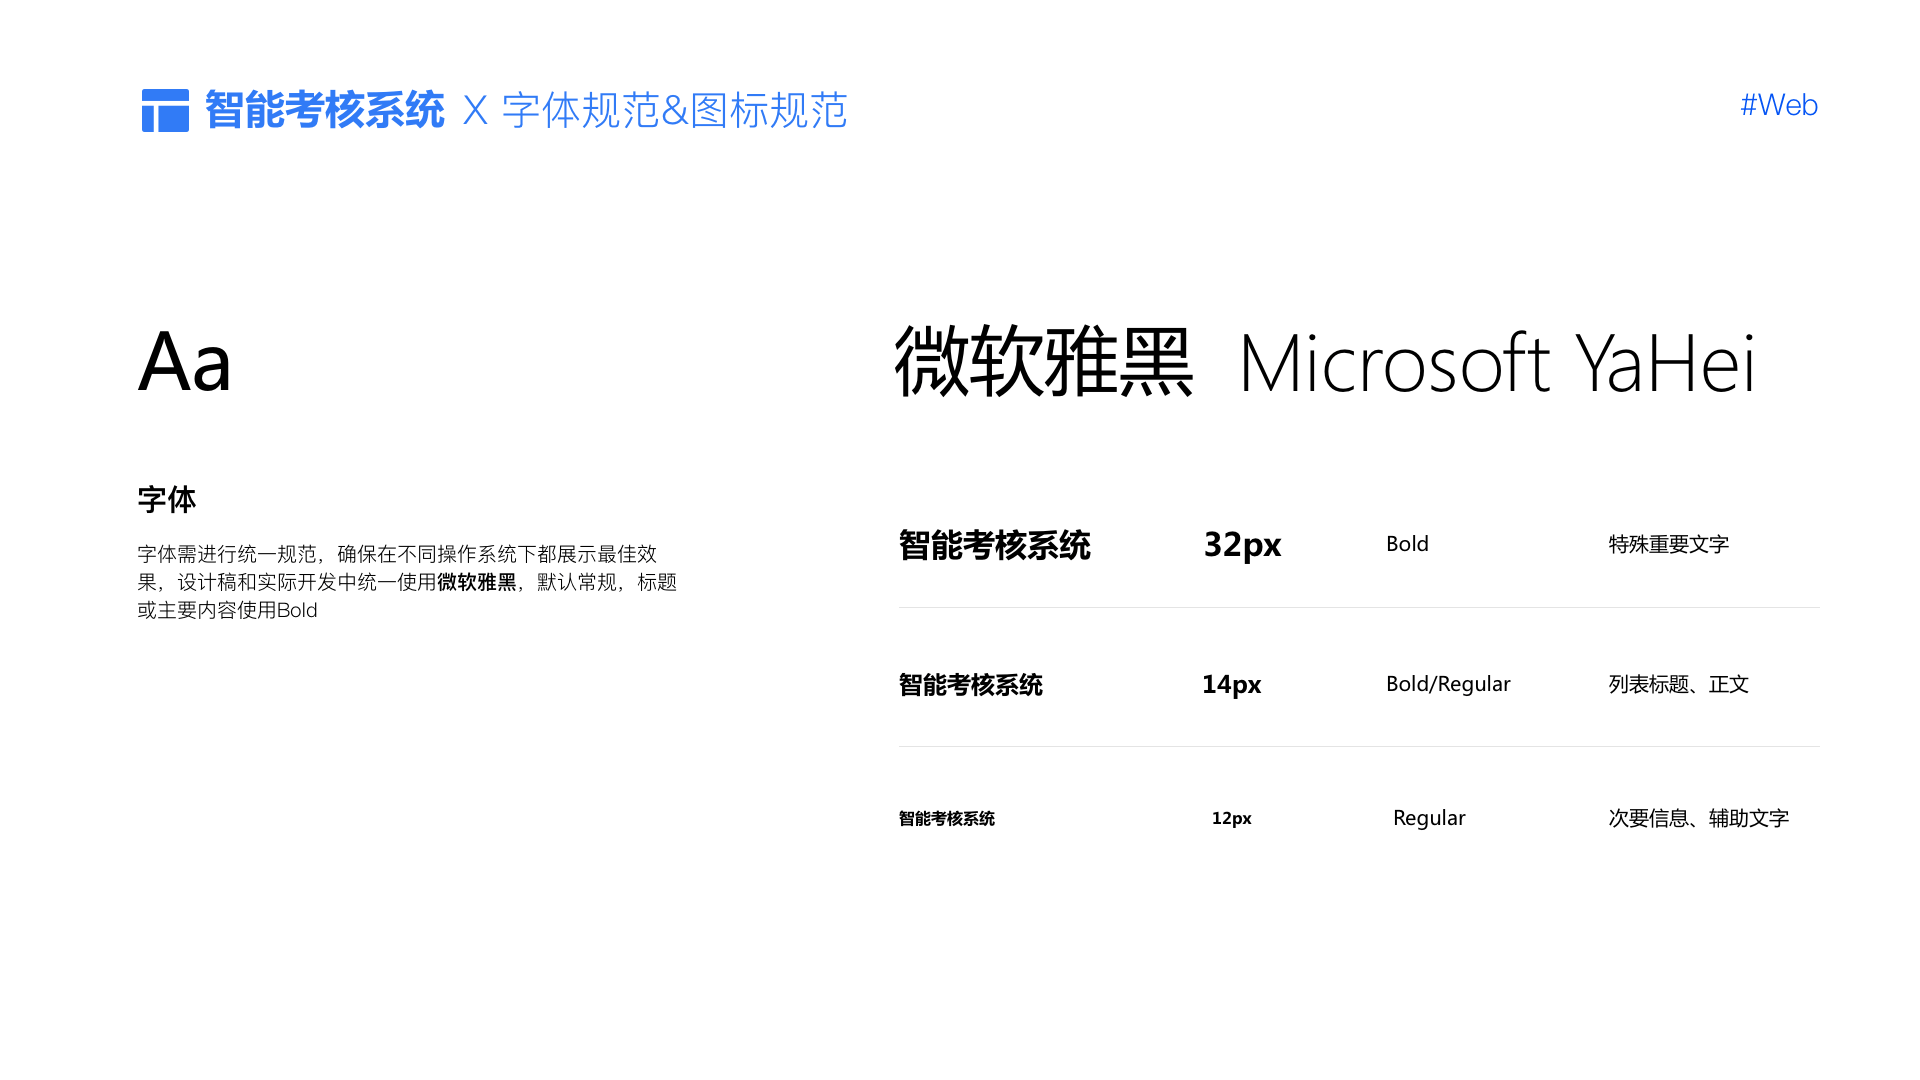 智能考核系统 X 字体规范&图标规范
#Web
Aa
字体
字体需进行统一规范，确保在不同操作系统下都展示最佳效
果，设计稿和实际开发中统一使用微软雅黑，默认常规，标题
或主要内容使用Bold
微软雅黑 Microsoft YaHei
智能考核系统 32px Bold 特殊重要文字
智能考核系统 14px Bold/Regular 列表标题、正文
智能考核系统 12px Regular 次要信息、辅助文字